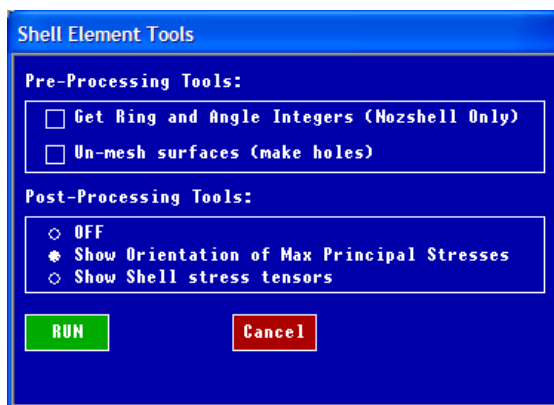 Shell Element Tools
Pre-Processing Tools:
Get Ring and Angle Integers (Nozshell Only)
Un-mesh surfaces (make holes)
Post-Processing Tools:
OFF
Show Orientation of Max Principal Stresses
Show Shell stress tensors
RUN Cancel